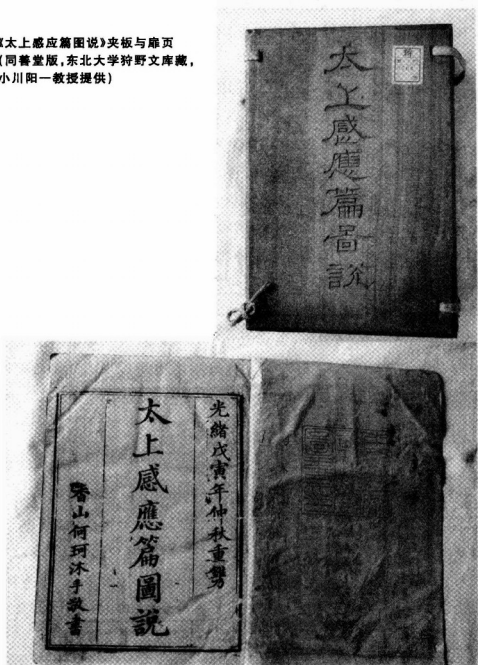 《太上感应篇图说》夹板与扉页
(同善堂版,东北大学狩野文库藏,
小川阳一教授提供)
太上感應篇圖說
光緒戊寅年仲秋重鐫
太上感應篇圖說
香山何珂沐手敬書